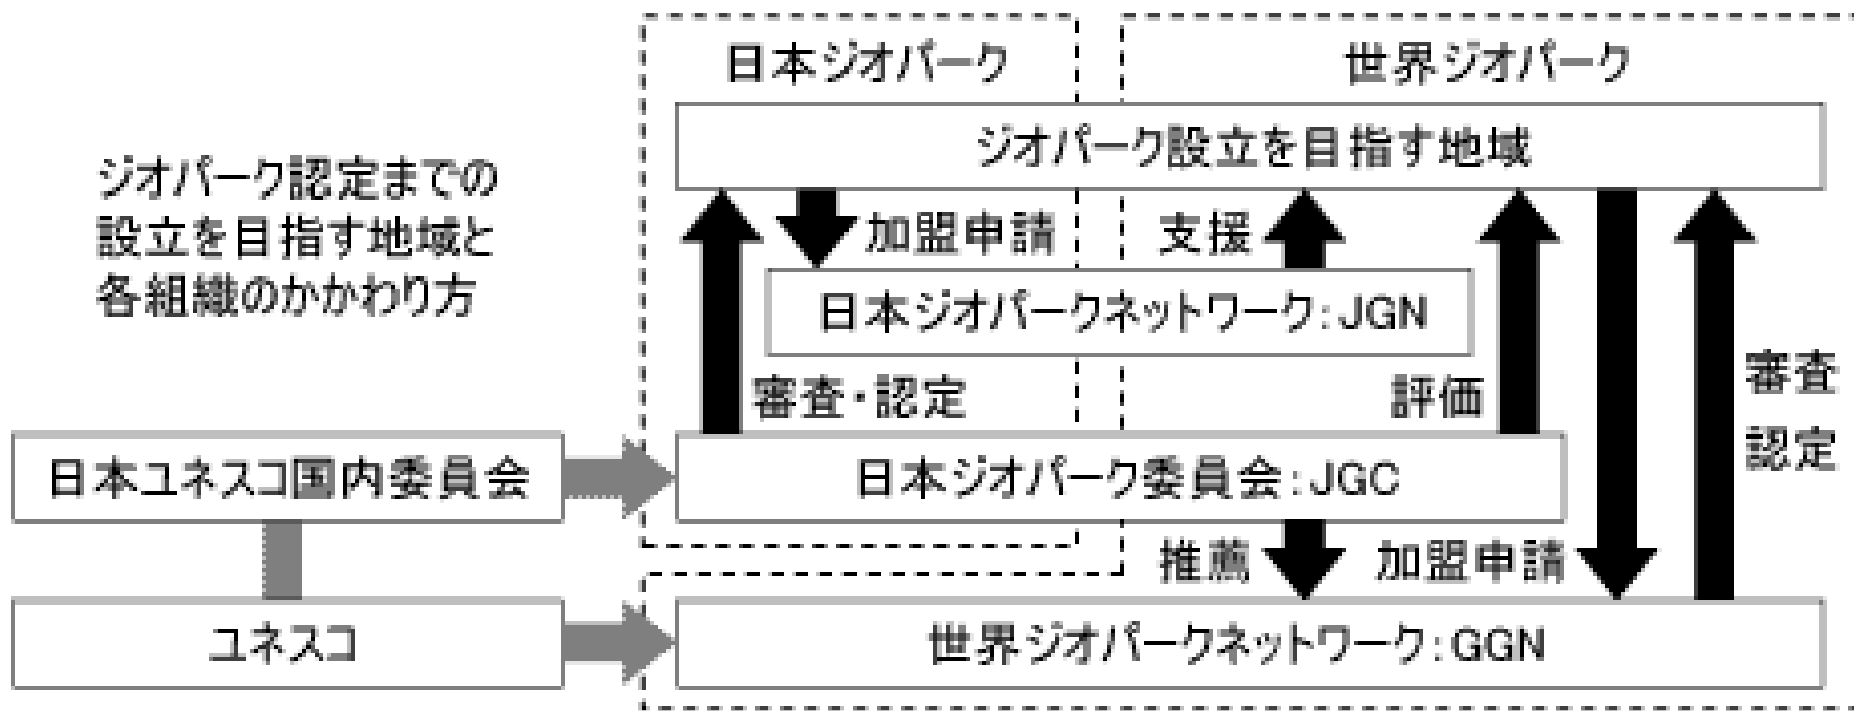 日本ジオパーク
世界ジオパーク
ジオパーク設立を目指す地域
ジオパーク認定までの
設立を目指す地域と
各組織のかかわり方
加盟申請
支援
日本ジオパークネットワーク:JGN
審査・認定
評価
審査
認定
日本ユネスコ国内委員会
日本ジオパーク委員会:JGC
推薦
加盟申請
ユネスコ
世界ジオパークネットワーク:GGN